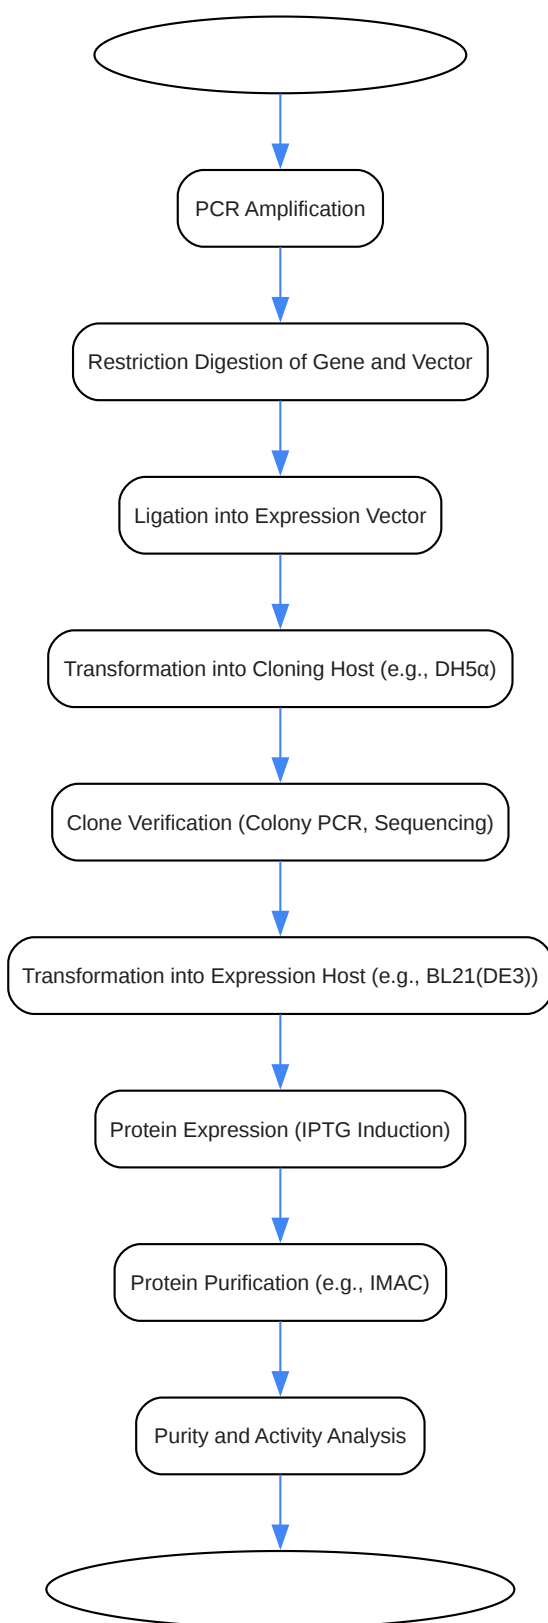 PCR Amplification
Restriction Digestion of Gene and Vector
Ligation into Expression Vector
Transformation into Cloning Host (e.g., DH5α)
Clone Verification (Colony PCR, Sequencing)
Transformation into Expression Host (e.g., BL21(DE3))
Protein Expression (IPTG Induction)
Protein Purification (e.g., IMAC)
Purity and Activity Analysis